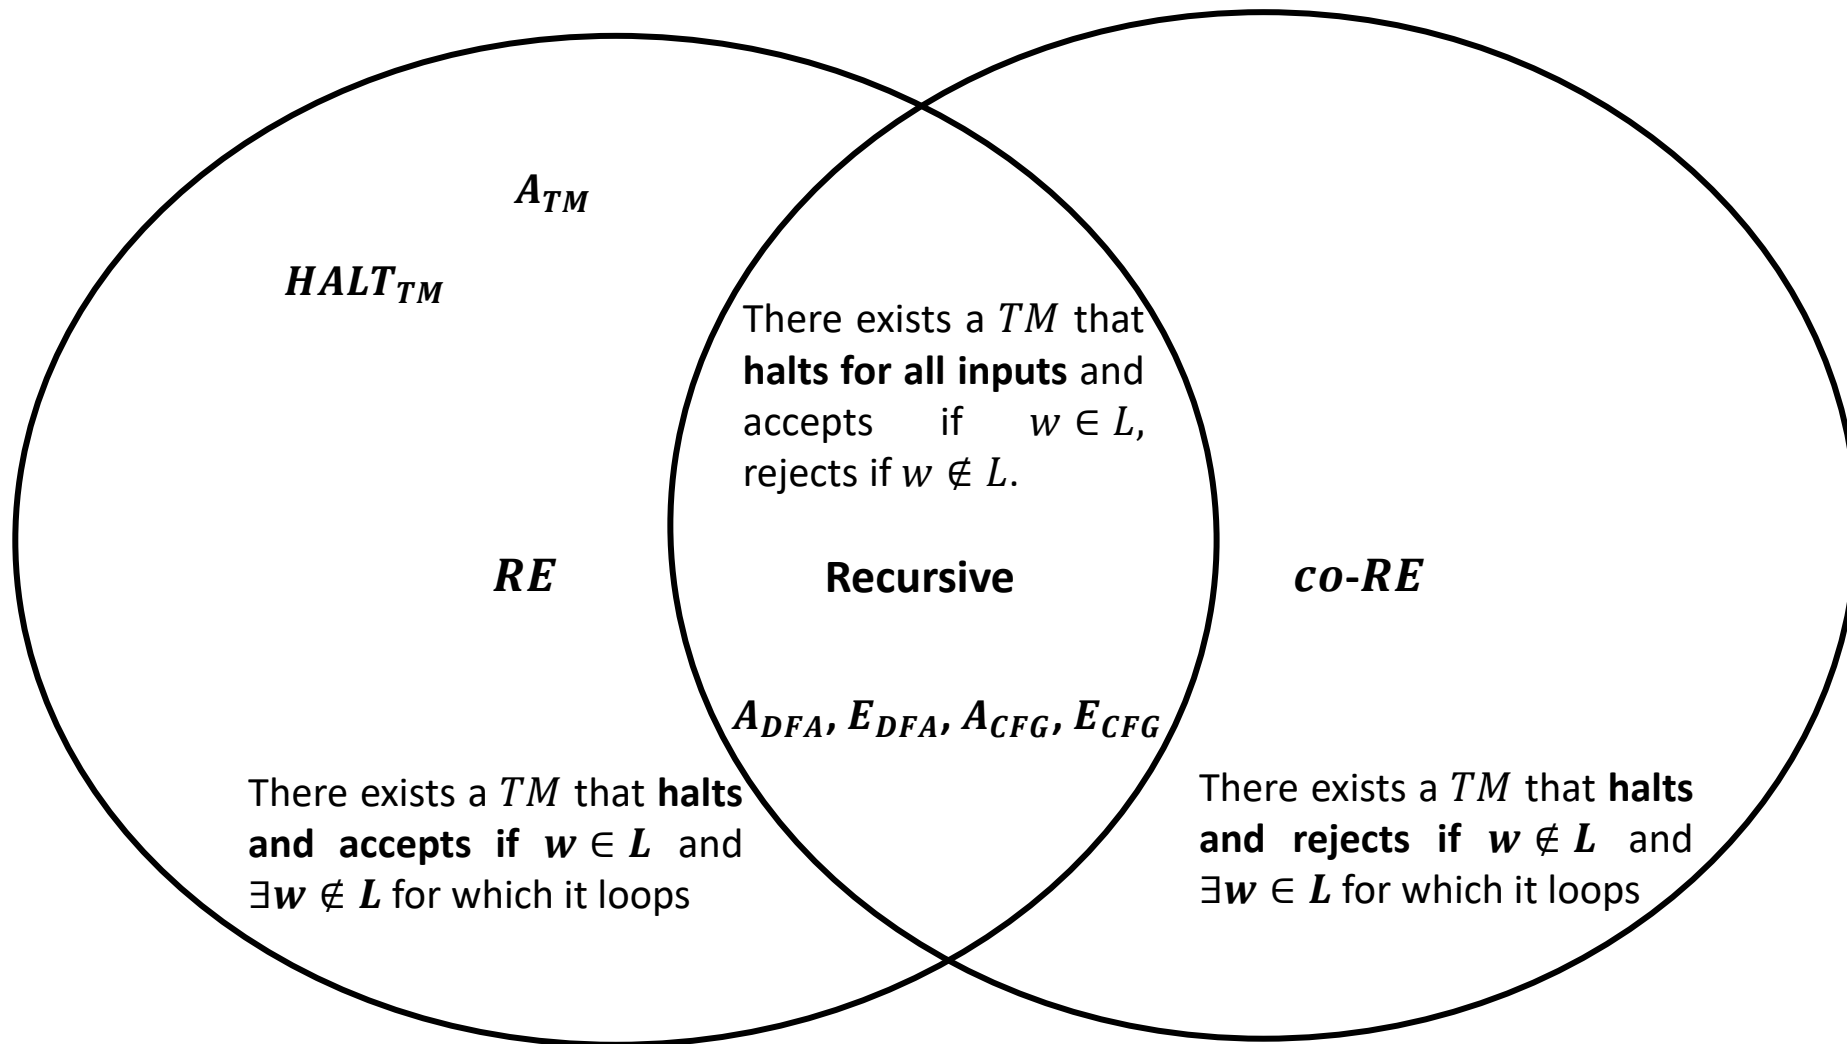 A_TM
HALT_TM
There exists a TM that
halts for all inputs and
accepts if w ∈ L,
rejects if w ∉ L.
RE
Recursive
co-RE
A_DFA, E_DFA, A_CFG, E_CFG
There exists a TM that halts
and accepts if w ∈ L and
∃w ∉ L for which it loops
There exists a TM that halts
and rejects if w ∉ L and
∃w ∈ L for which it loops